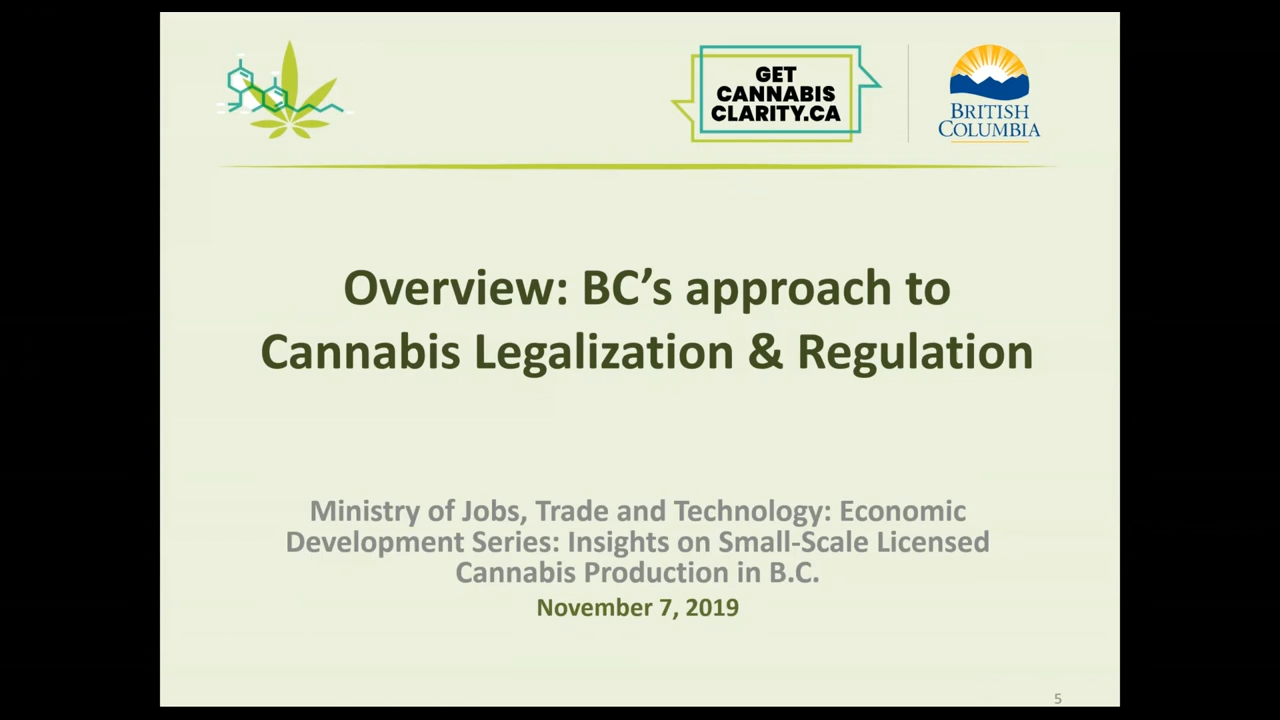 GET
CANNABIS
CLARITY.CA
BRITISH
COLUMBIA
Overview: BC’s approach to
Cannabis Legalization & Regulation
Ministry of Jobs, Trade and Technology: Economic
Development Series: Insights on Small-Scale Licensed
Cannabis Production in B.C.
November 7, 2019
5